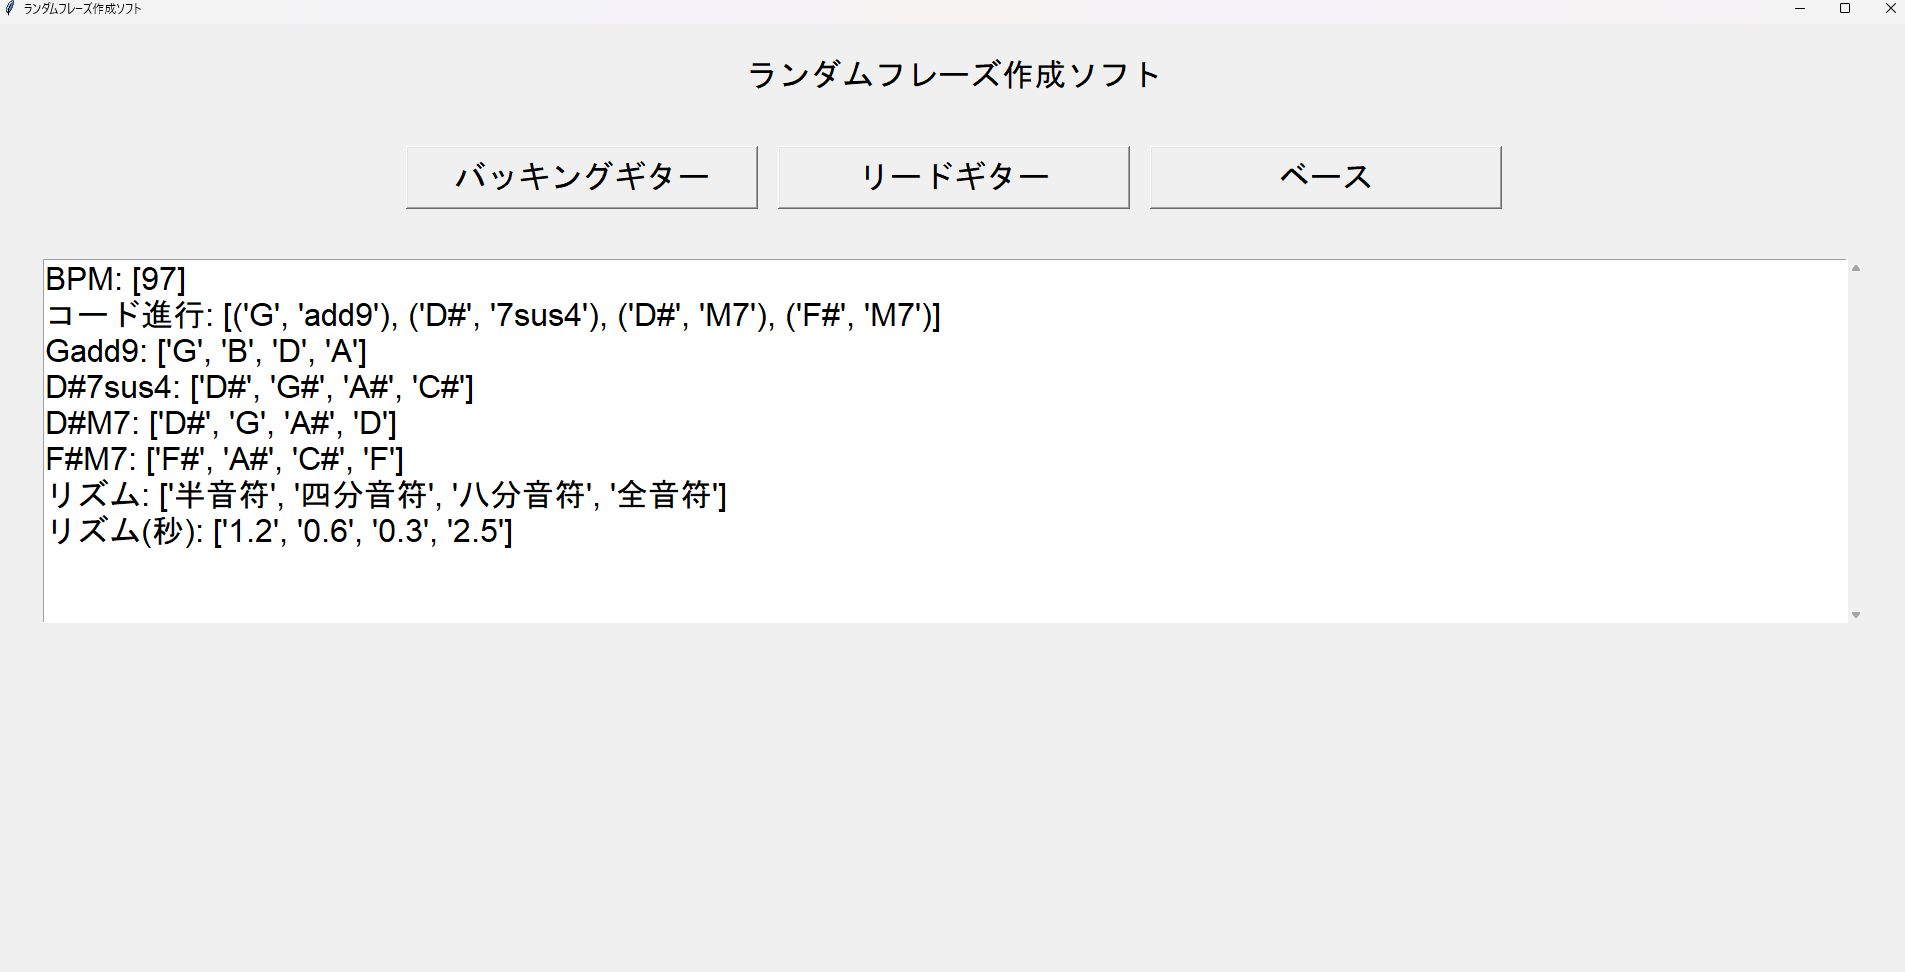 ランダムフレーズ作成ソフト
ランダムフレーズ作成ソフト
バッキングギター リードギター ベース
BPM: [97]
コード進行: [('G', 'add9'), ('D#', '7sus4'), ('D#', 'M7'), ('F#', 'M7')]
Gadd9: ['G', 'B', 'D', 'A']
D#7sus4: ['D#', 'G#', 'A#', 'C#']
D#M7: ['D#', 'G', 'A#', 'D']
F#M7: ['F#', 'A#', 'C#', 'F']
リズム: ['半音符', '四分音符', '八分音符', '全音符']
リズム(秒): ['1.2', '0.6', '0.3', '2.5']